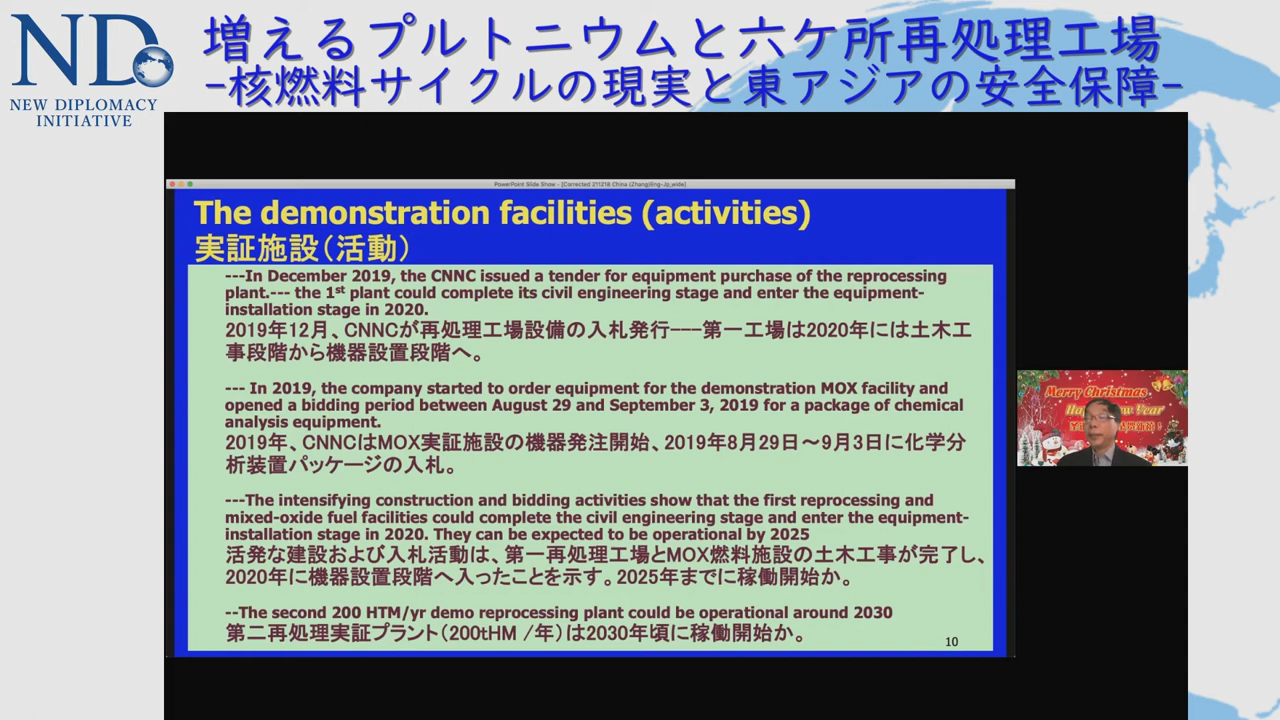 ND
NEW DIPLOMACY
INITIATIVE
増えるプルトニウムと六ケ所再処理工場
-核燃料サイクルの現実と東アジアの安全保障-
PowerPoint Slide Show - [Corrected 211218 China (Zhang)Eng-Jp_wide]
The demonstration facilities (activities)
実証施設（活動）
---In December 2019, the CNNC issued a tender for equipment purchase of the reprocessing
plant.--- the 1st plant could complete its civil engineering stage and enter the equipment-
installation stage in 2020.
2019年12月、CNNCが再処理工場設備の入札発行---第一工場は2020年には土木工
事段階から機器設置段階へ。
--- In 2019, the company started to order equipment for the demonstration MOX facility and
opened a bidding period between August 29 and September 3, 2019 for a package of chemical
analysis equipment.
2019年、CNNCはMOX実証施設の機器発注開始、2019年8月29日～9月3日に化学分
析装置パッケージの入札。
---The intensifying construction and bidding activities show that the first reprocessing and
mixed-oxide fuel facilities could complete the civil engineering stage and enter the equipment-
installation stage in 2020. They can be expected to be operational by 2025
活発な建設および入札活動は、第一再処理工場とMOX燃料施設の土木工事が完了し、
2020年に機器設置段階へ入ったことを示す。2025年までに稼働開始か。
--The second 200 HTM/yr demo reprocessing plant could be operational around 2030
第二再処理実証プラント（200tHM /年）は2030年頃に稼働開始か。
10
Merry Christmas
Happy New Year